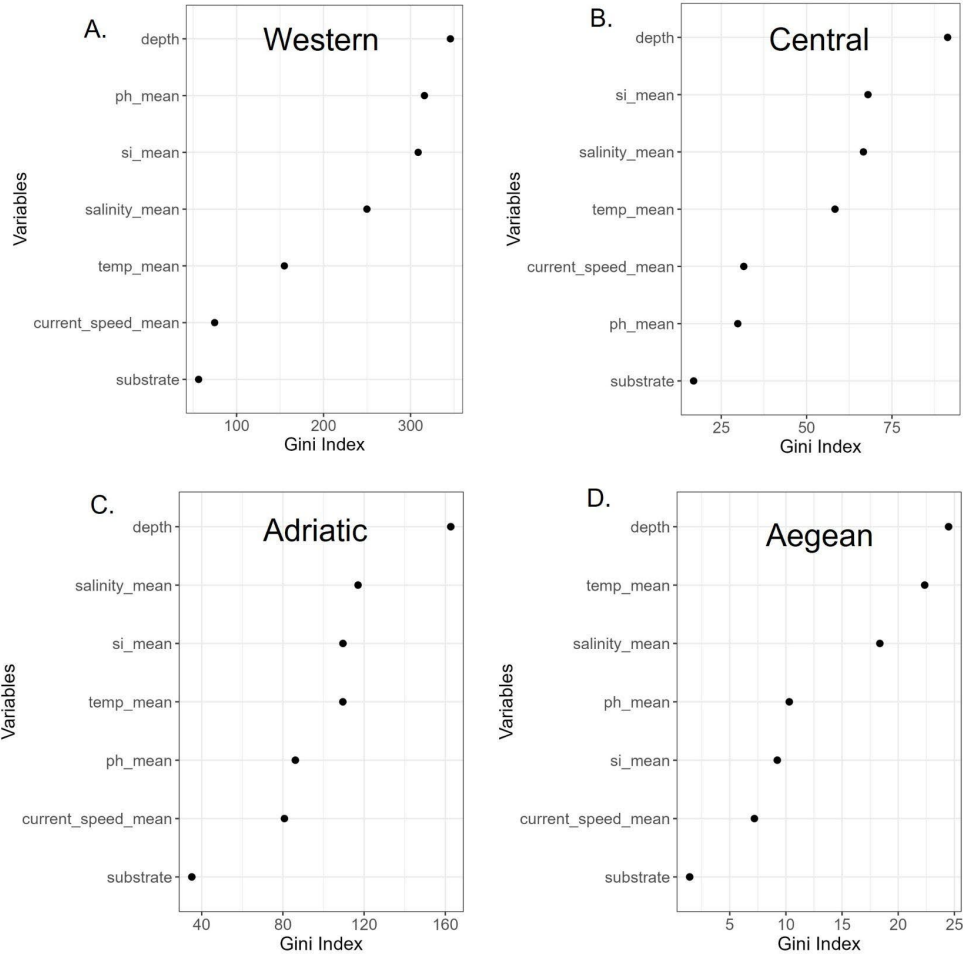 A.
Western
depth
ph_mean
si_mean
salinity_mean
temp_mean
current_speed_mean
substrate
Variables
100 200 300
Gini Index
B.
Central
depth
si_mean
salinity_mean
temp_mean
current_speed_mean
ph_mean
substrate
Variables
25 50 75
Gini Index
C.
Adriatic
depth
salinity_mean
si_mean
temp_mean
ph_mean
current_speed_mean
substrate
Variables
40 80 120 160
Gini Index
D.
Aegean
depth
temp_mean
salinity_mean
ph_mean
si_mean
current_speed_mean
substrate
Variables
5 10 15 20 25
Gini Index